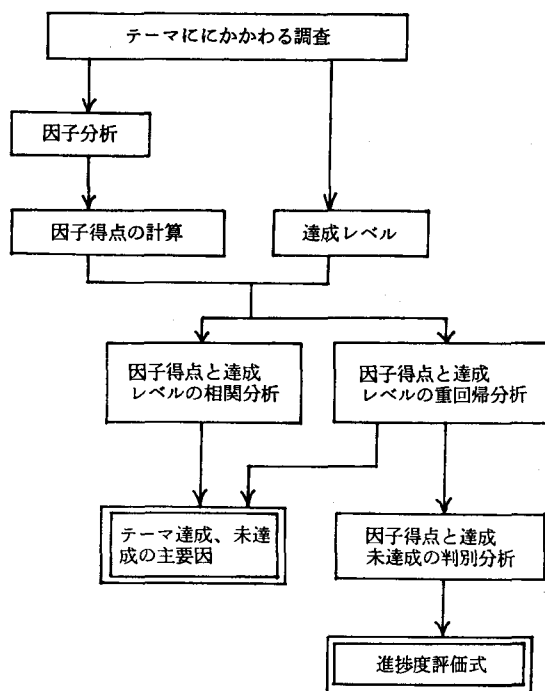 テーマににかかわる調査
因子分析
因子得点の計算
達成レベル
因子得点と達成
レベルの相関分析
因子得点と達成
レベルの重回帰分析
テーマ達成、未達
成の主要因
因子得点と達成
未達成の判別分析
進捗度評価式